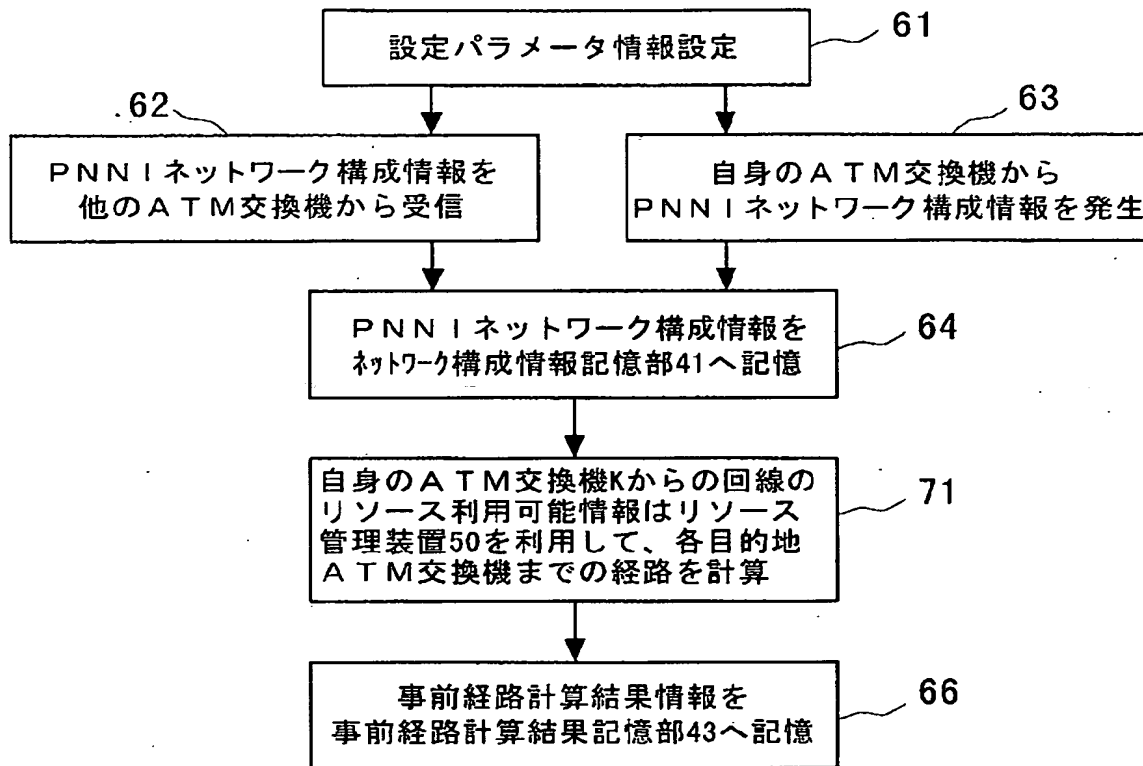 設定パラメータ情報設定
61
62
63
PNNIネットワーク構成情報を
他のATM交換機から受信
自身のATM交換機から
PNNIネットワーク構成情報を発生
PNNIネットワーク構成情報を
ネットワーク構成情報記憶部41へ記憶
64
自身のATM交換機Kからの回線の
リソース利用可能情報はリソース
管理装置50を利用して、各目的地
ATM交換機までの経路を計算
71
事前経路計算結果情報を
事前経路計算結果記憶部43へ記憶
66